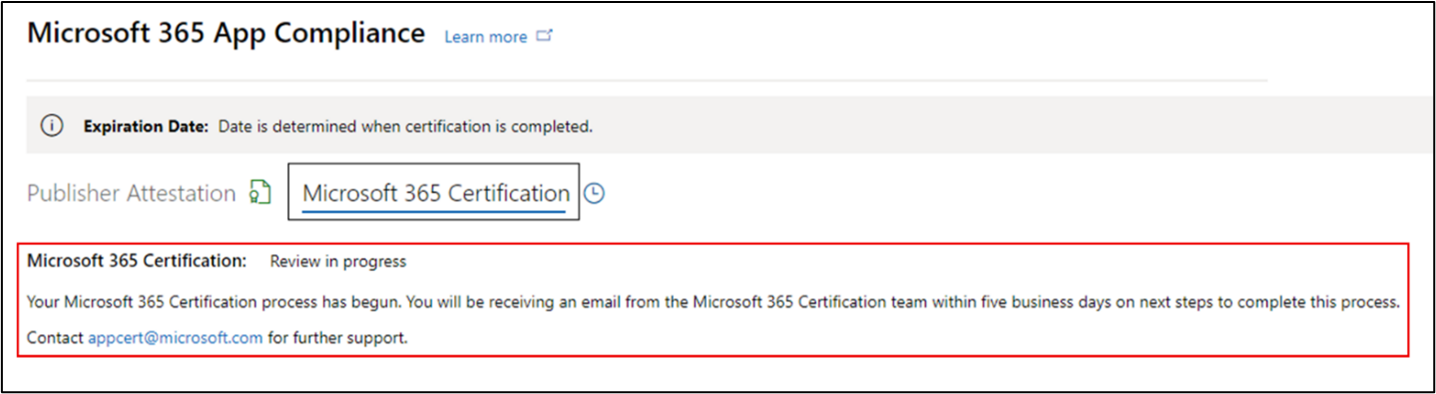 Microsoft 365 App Compliance Learn more
Expiration Date: Date is determined when certification is completed.
Publisher Attestation Microsoft 365 Certification
Microsoft 365 Certification: Review in progress
Your Microsoft 365 Certification process has begun. You will be receiving an email from the Microsoft 365 Certification team within five business days on next steps to complete this process.
Contact appcert@microsoft.com for further support.